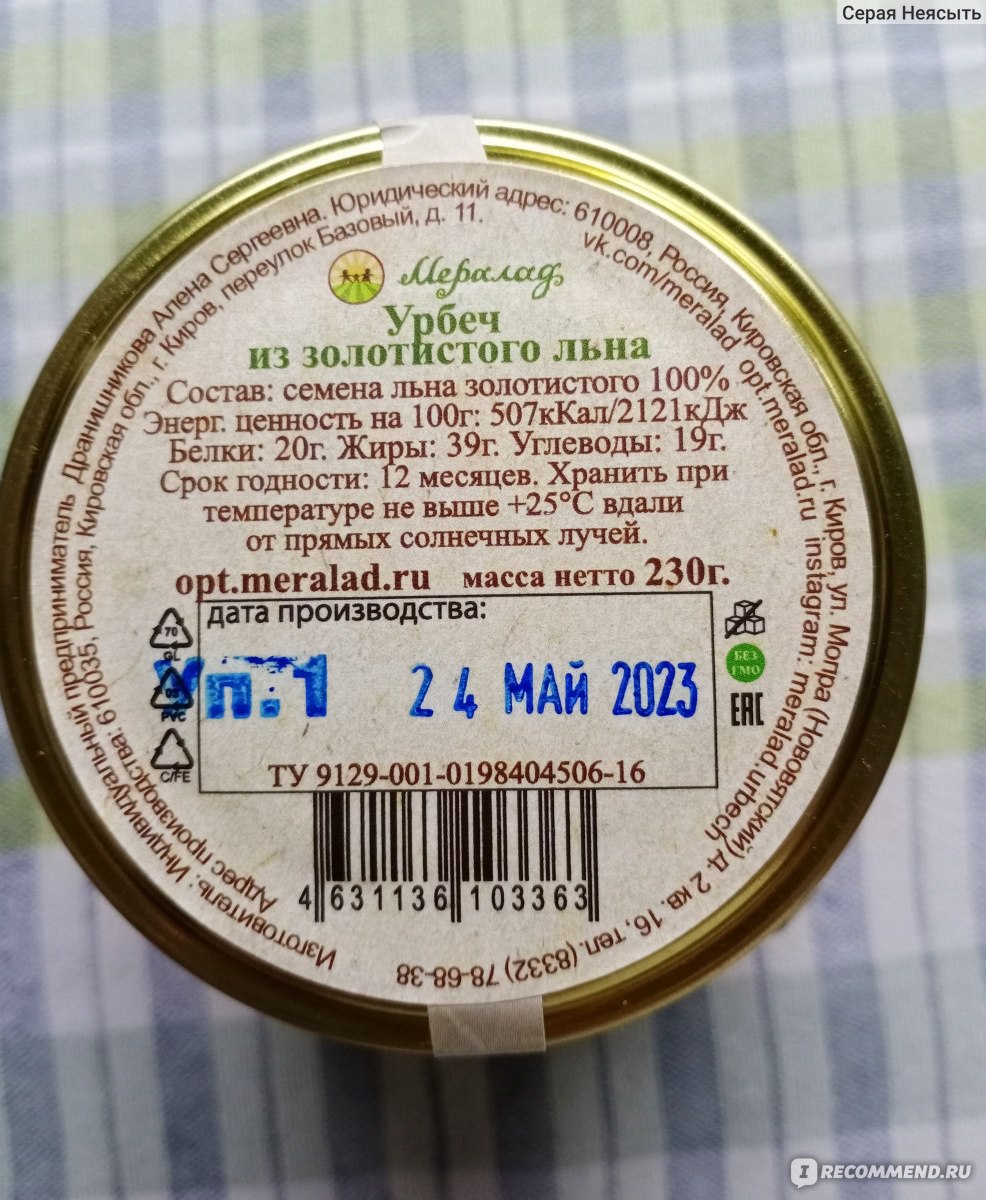 Серая Неясыть
Изготовитель: Индивидуальный предприниматель Дранишникова Алена Сергеевна. Юридический адрес: 610008, Россия, Кировская обл., г. Киров, ул. Мопра (Нововятский) д. 2 кв. 16, тел. (8332) 78-68-38
Адрес производства: 610035, Россия, Кировская обл., г. Киров, переулок Базовый, д. 11.
vk.com/meralad opt.meralad.ru instagram: meralad.urbech
Мералад
Урбеч
из золотистого льна
Состав: семена льна золотистого 100%
Энерг. ценность на 100г: 507кКал/2121кДж
Белки: 20г. Жиры: 39г. Углеводы: 19г.
Срок годности: 12 месяцев. Хранить при
температуре не выше +25°С вдали
от прямых солнечных лучей.
opt.meralad.ru масса нетто 230г.
дата производства:
70
GL
БЕЗ
ГМО
уп.1 24 МАЙ 2023
03
PVC
EAC
C/FE
ТУ 9129-001-0198404506-16
4 631136 103363
IRECOMMEND.RU